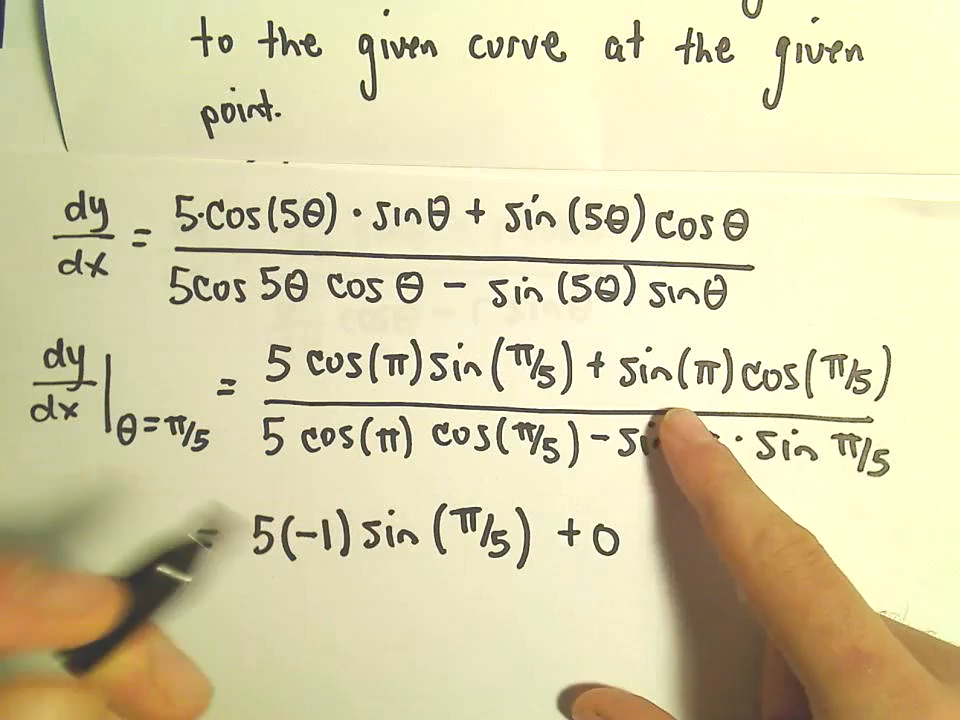 to the given curve at the given
point.
dy/dx = (5·cos(5θ)·sinθ + sin(5θ)cosθ)/(5cos 5θ cosθ - sin(5θ) sinθ)
dy/dx |θ=π/5 = (5 cos(π) sin(π/5) + sin(π) cos(π/5))/(5 cos(π) cos(π/5) - · sin π/5)
= 5(-1) sin(π/5) + 0